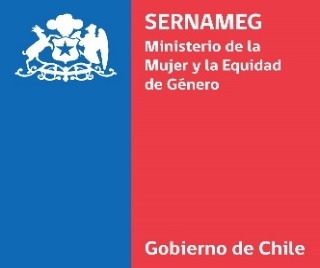 SERNAMEG
Ministerio de la
Mujer y la Equidad
de Género
Gobierno de Chile